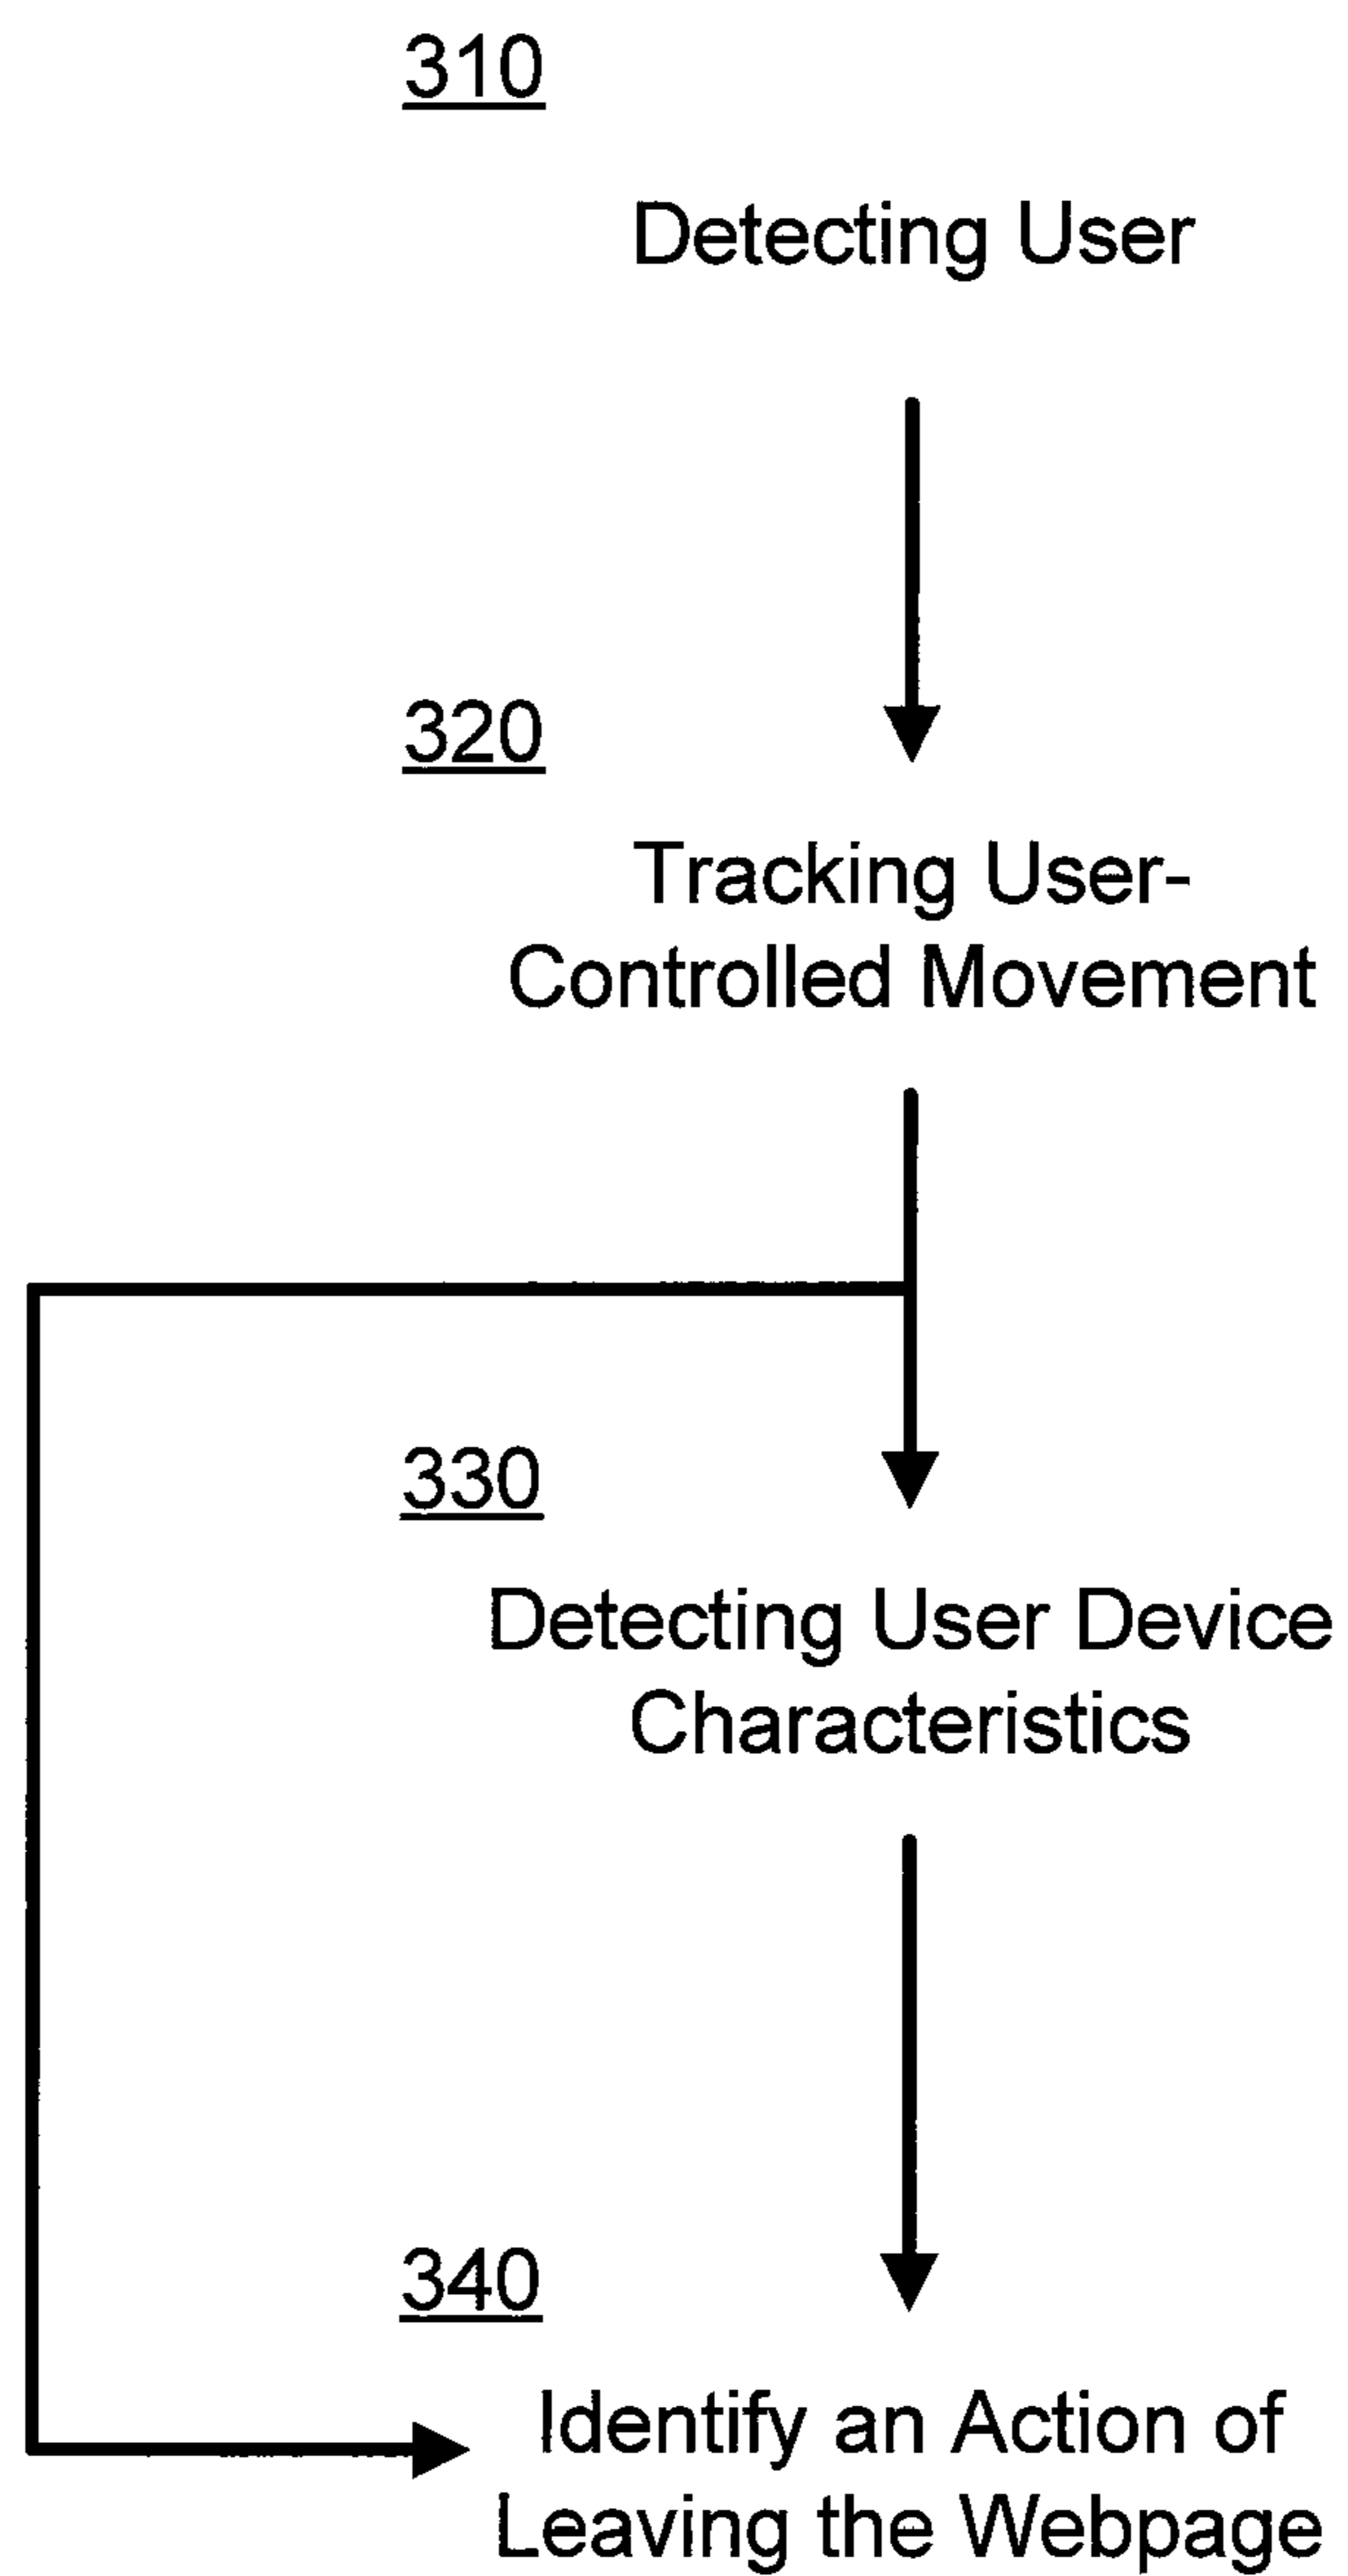 310
Detecting User
320
Tracking User-
Controlled Movement
330
Detecting User Device
Characteristics
340
Identify an Action of
Leaving the Webpage